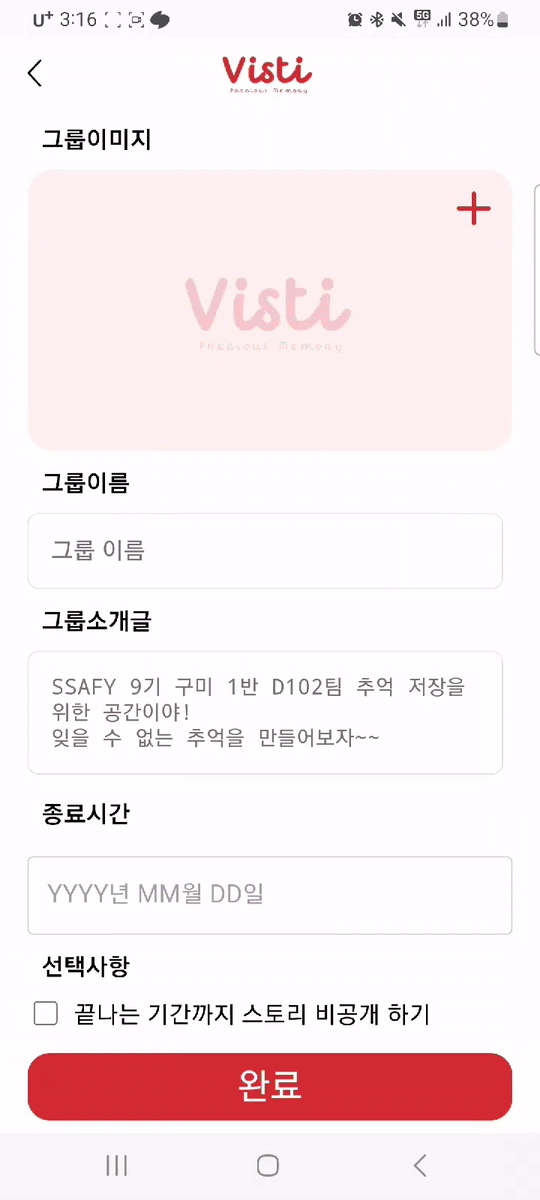 U+ 3:16 5G 38%
Visti
Precious Memory
그룹이미지
Visti
Precious Memory
그룹이름
그룹 이름
그룹소개글
SSAFY 9기 구미 1반 D102팀 추억 저장을
위한 공간이야!
잊을 수 없는 추억을 만들어보자~~
종료시간
YYYY년 MM월 DD일
선택사항
끝나는 기간까지 스토리 비공개 하기
완료